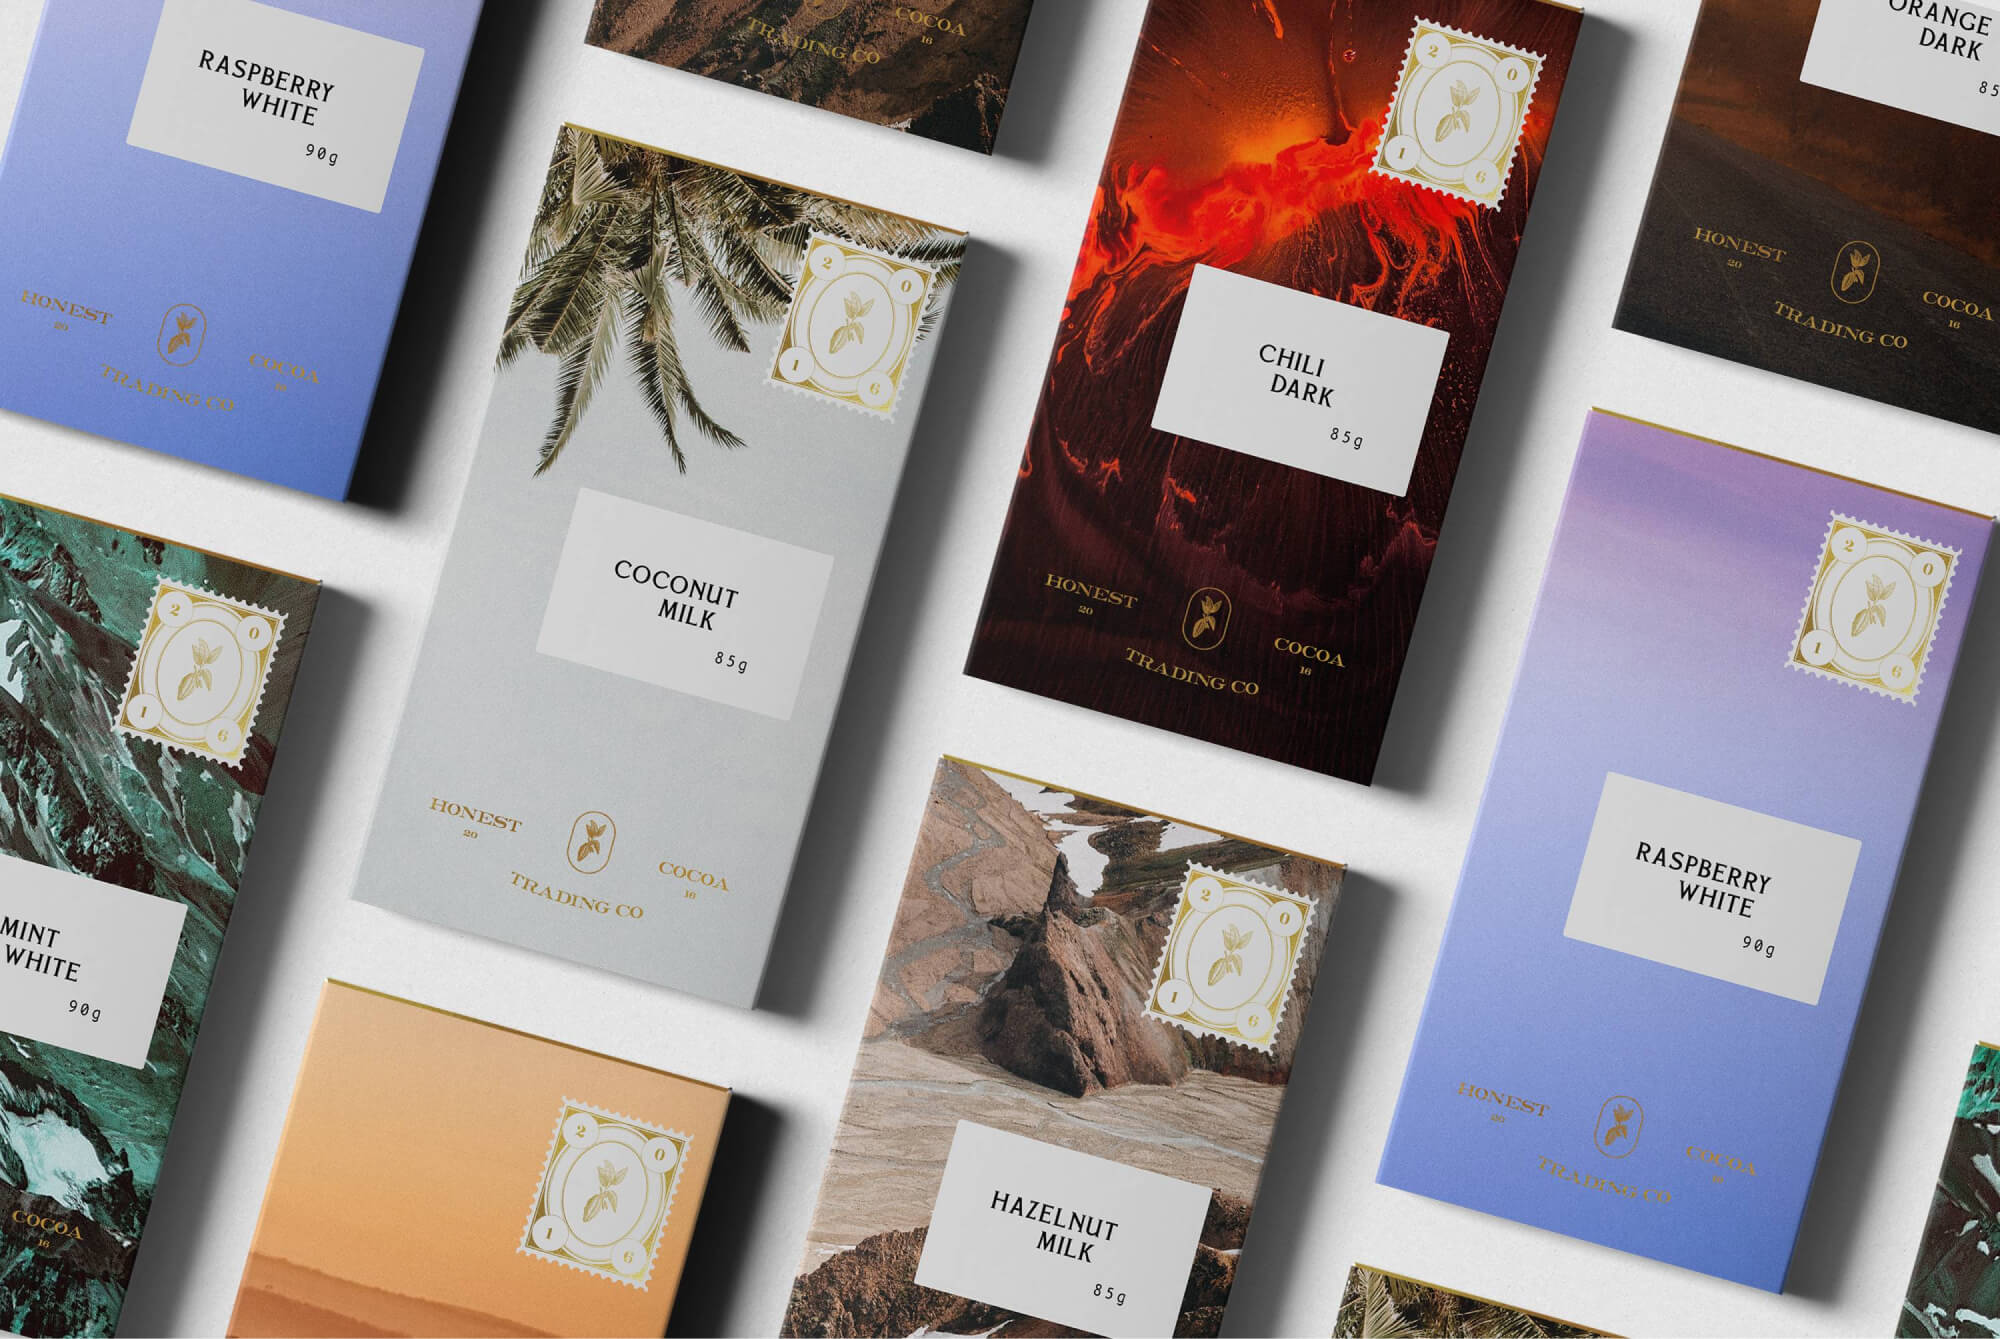 RASPBERRY
WHITE
90g
HONEST
20
COCOA
16
TRADING CO
COCOA
16
TRADING CO
2 0
1 6
CHILI
DARK
85g
HONEST
20
COCOA
16
TRADING CO
ORANGE
DARK
85
HONEST
20
COCOA
16
TRADING CO
2 0
1 6
COCONUT
MILK
85g
HONEST
20
COCOA
16
TRADING CO
2 0
1 6
RASPBERRY
WHITE
90g
HONEST
20
COCOA
16
TRADING CO
2 0
1 6
MINT
WHITE
90g
COCOA
16
2 0
1 6
2 0
1 6
HAZELNUT
MILK
85g